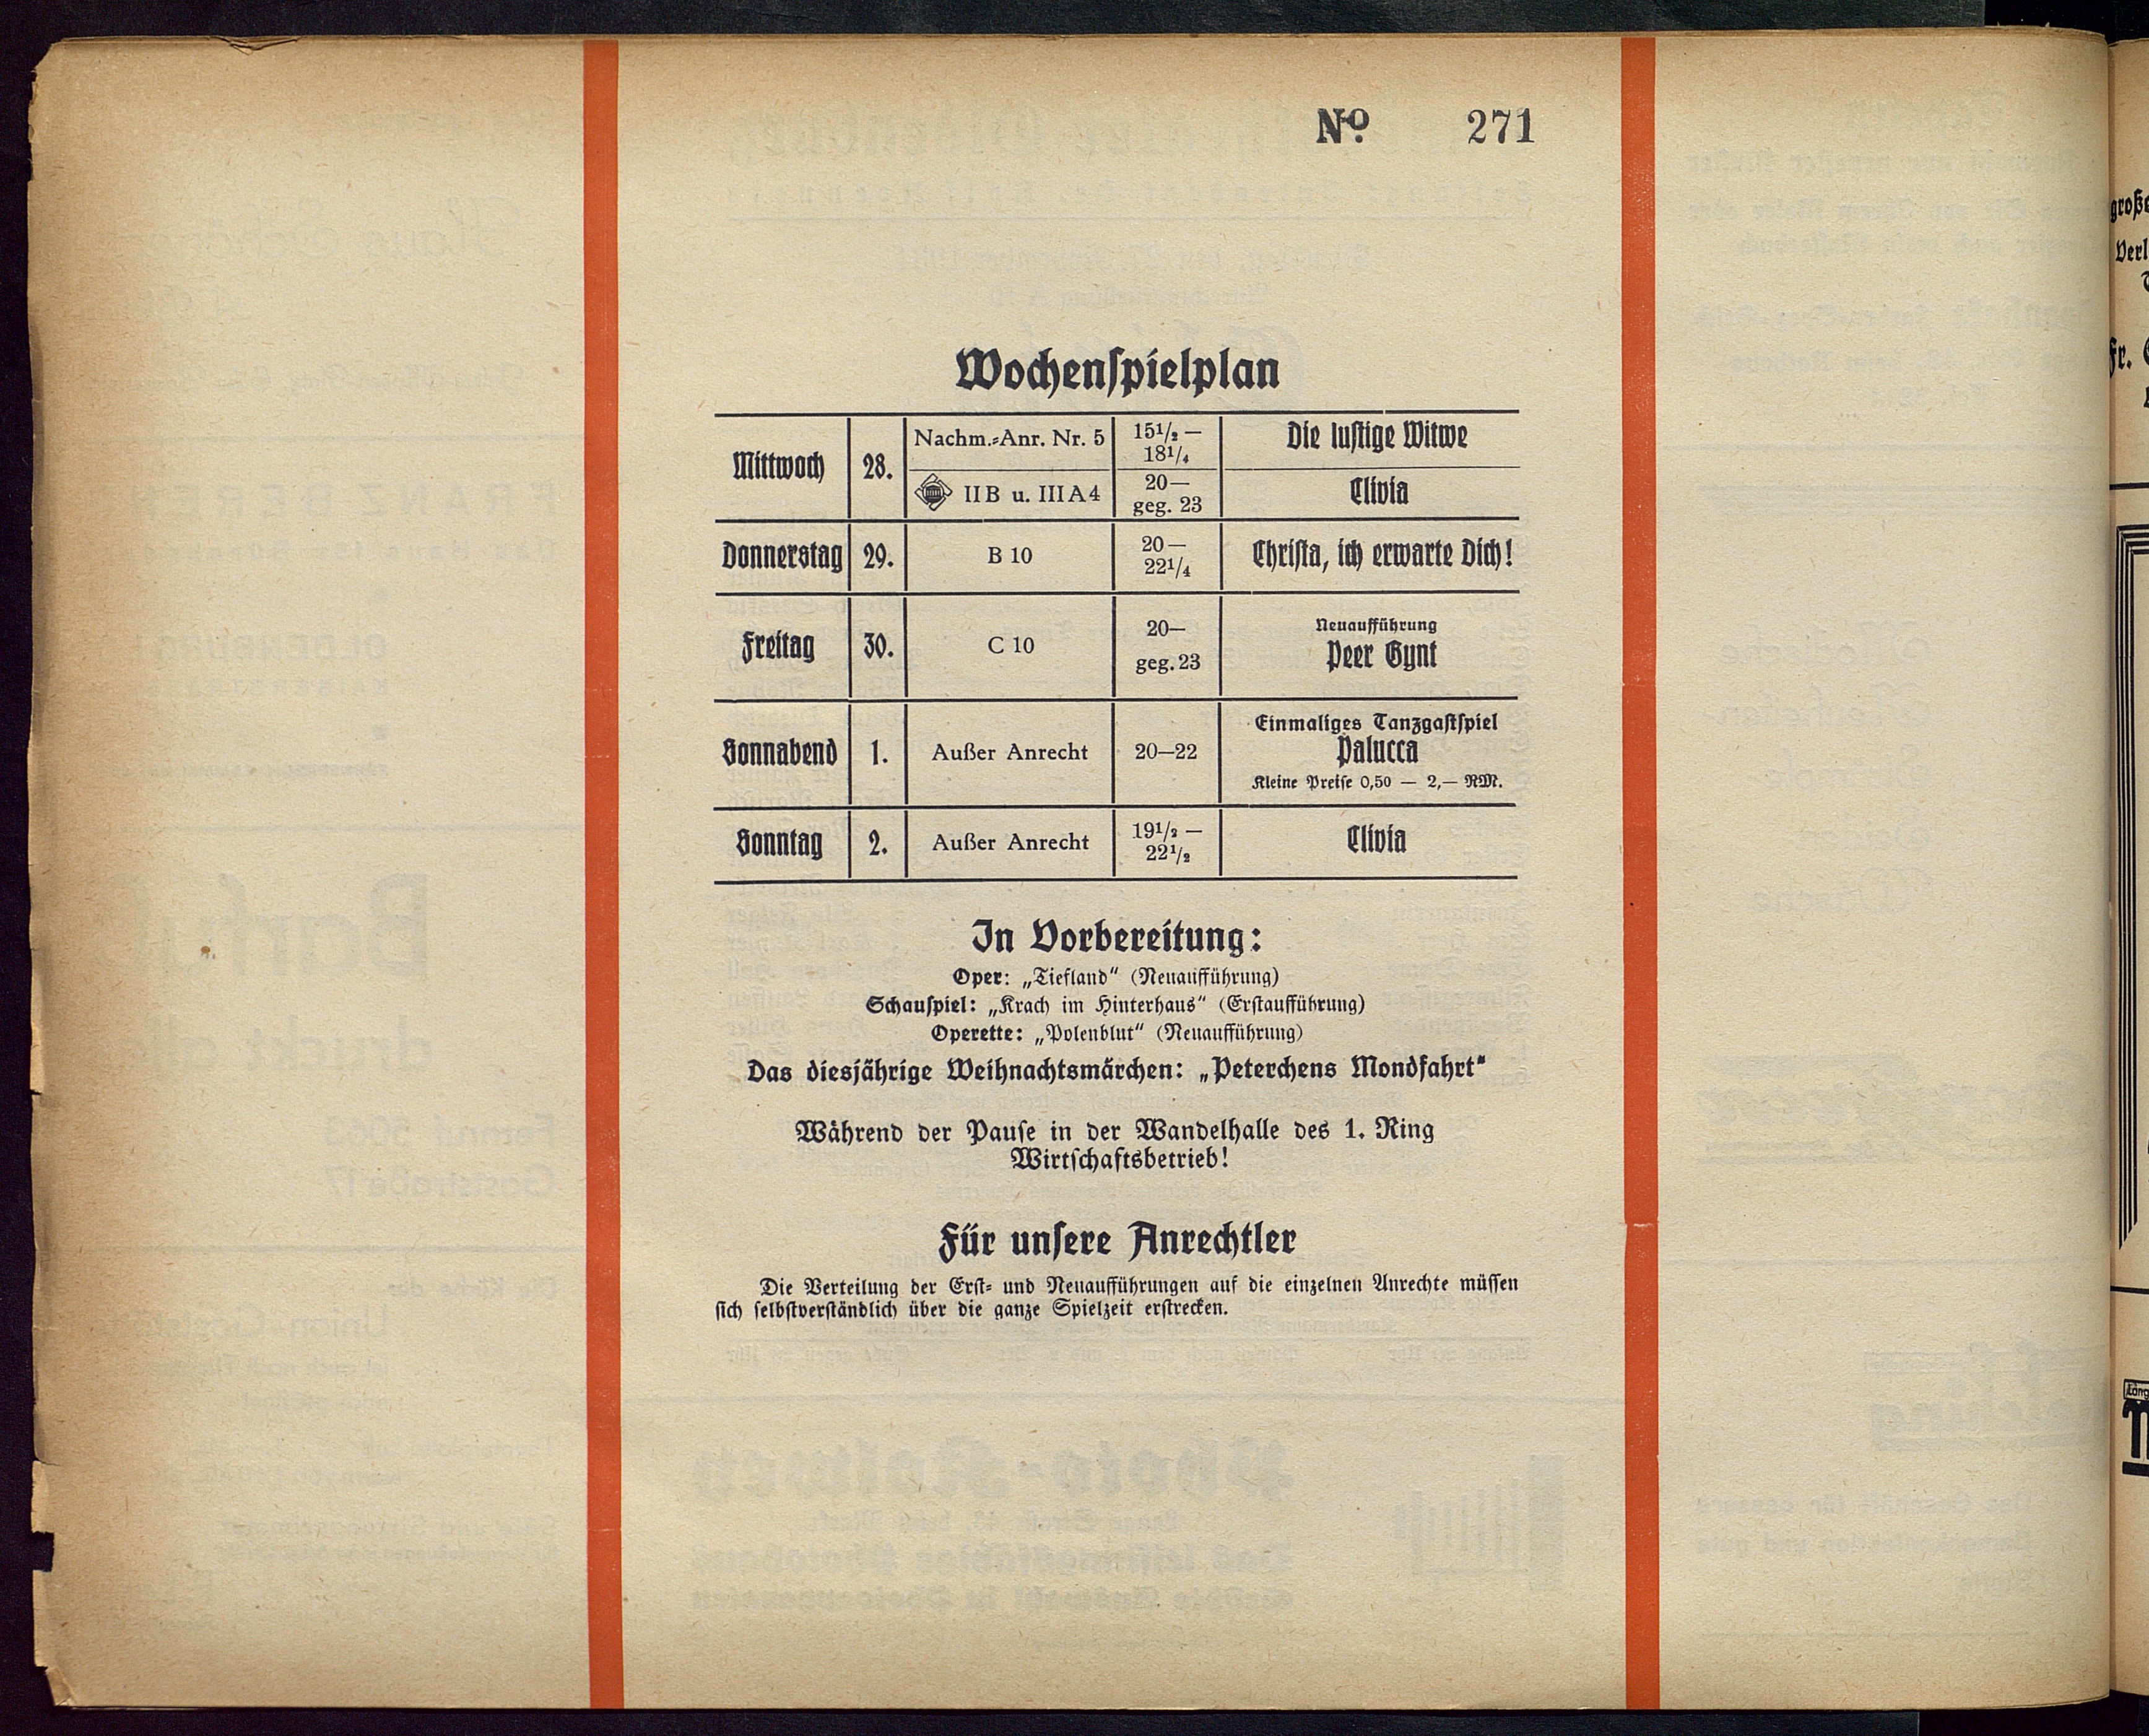 No. 271
Wochenspielplan
Mittwoch 28. Nachm.-Anr. Nr. 5 15½ — 18¼ Die lustige Witwe
II B u. III A 4 20— geg. 23 Clivia
Donnerstag 29. B 10 20— 22¼ Christa, ich erwarte Dich!
Freitag 30. C 10 20— geg. 23 Neuaufführung Peer Gynt
Sonnabend 1. Außer Anrecht 20—22 Einmaliges Tanzgastspiel Palucca Kleine Preise 0,50 — 2,— RM.
Sonntag 2. Außer Anrecht 19½ — 22½ Clivia
In Vorbereitung:
Oper: „Tiefland“ (Neuaufführung)
Schauspiel: „Krach im Hinterhaus“ (Erstaufführung)
Operette: „Polenblut“ (Neuaufführung)
Das diesjährige Weihnachtsmärchen: „Peterchens Mondfahrt“
Während der Pause in der Wandelhalle des 1. Ring
Wirtschaftsbetrieb!
Für unsere Anrechtler
Die Verteilung der Erst- und Neuaufführungen auf die einzelnen Anrechte müssen
sich selbstverständlich über die ganze Spielzeit erstrecken.